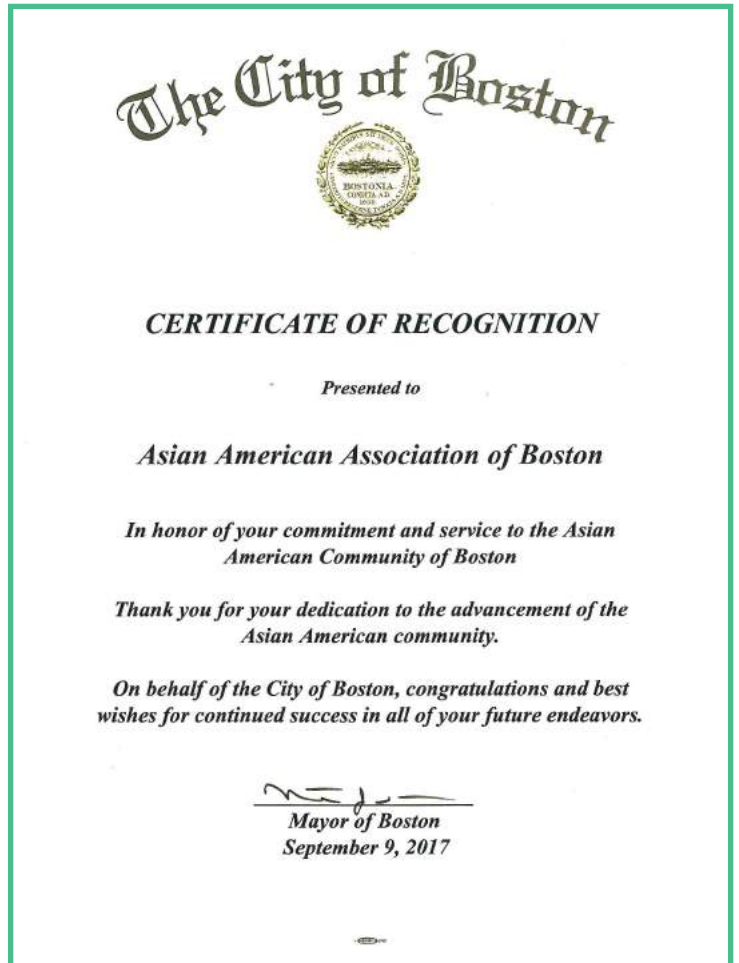 The City of Boston
BOSTONIA
CONDITA A.D.
1630
CERTIFICATE OF RECOGNITION
Presented to
Asian American Association of Boston
In honor of your commitment and service to the Asian
American Community of Boston
Thank you for your dedication to the advancement of the
Asian American community.
On behalf of the City of Boston, congratulations and best
wishes for continued success in all of your future endeavors.
Mayor of Boston
September 9, 2017